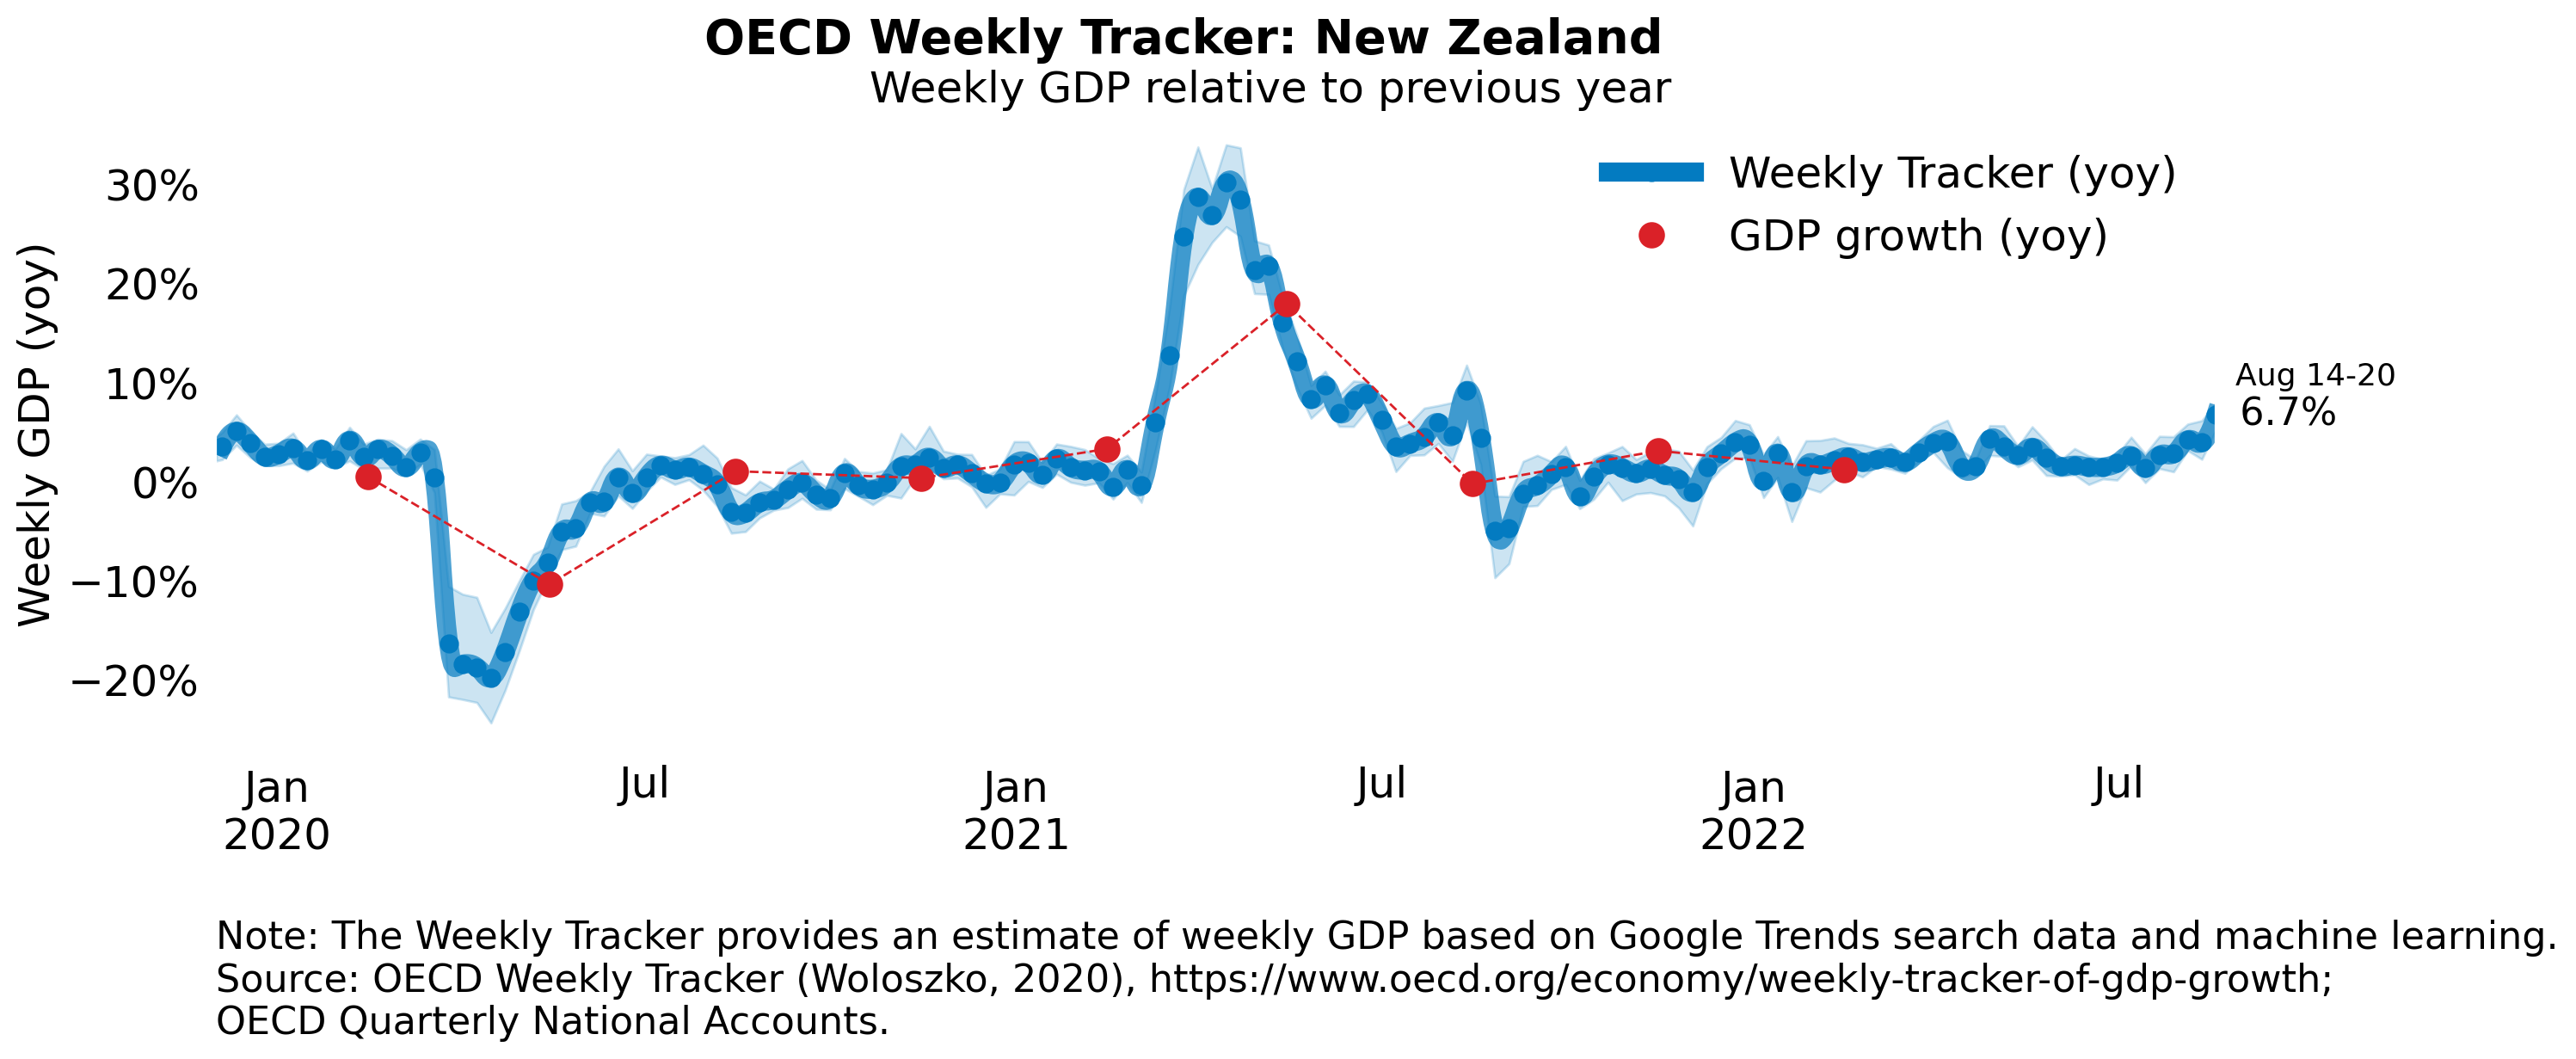 OECD Weekly Tracker: New Zealand
Weekly GDP relative to previous year
Weekly Tracker (yoy)
GDP growth (yoy)
Weekly GDP (yoy)
30%
20%
10%
0%
−10%
−20%
Aug 14-20
6.7%
Jan
2020
Jul
Jan
2021
Jul
Jan
2022
Jul
Note: The Weekly Tracker provides an estimate of weekly GDP based on Google Trends search data and machine learning.
Source: OECD Weekly Tracker (Woloszko, 2020), https://www.oecd.org/economy/weekly-tracker-of-gdp-growth;
OECD Quarterly National Accounts.